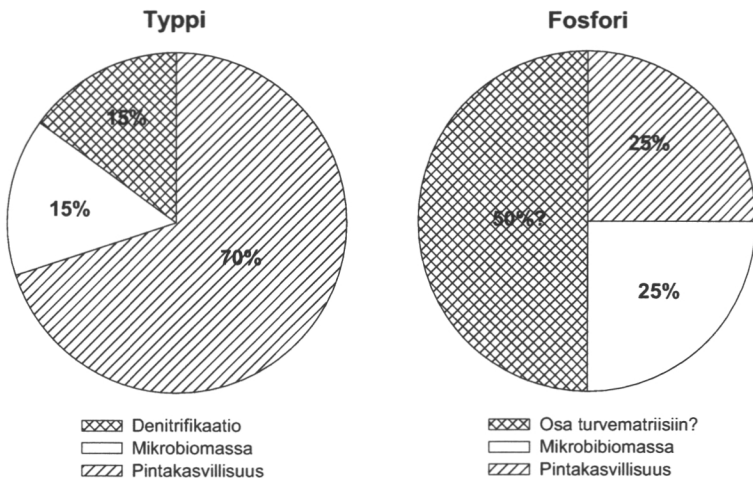 Typpi
15%
15%
70%
Denitrifikaatio
Mikrobiomassa
Pintakasvillisuus
Fosfori
25%
50%?
25%
Osa turvematriisiin?
Mikrobibiomassa
Pintakasvillisuus